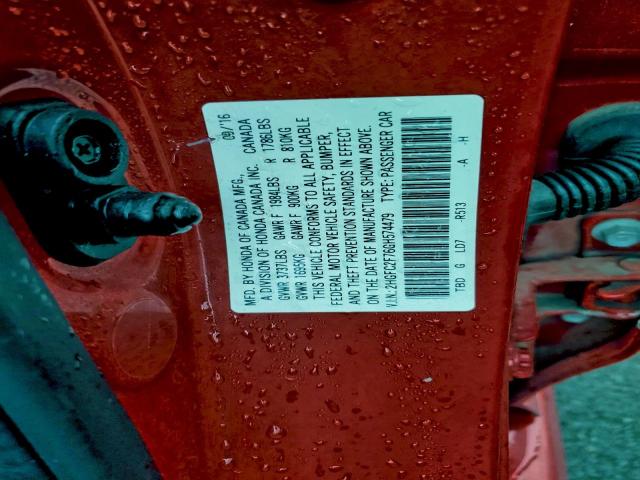 MFD. BY HONDA OF CANADA MFG., 09/16
A DIVISION OF HONDA CANADA INC. CANADA
GVWR 3737LBS GAWR F 1984LBS R 1786LBS
GVWR 1695KG GAWR F 900KG R 810KG
THIS VEHICLE CONFORMS TO ALL APPLICABLE
FEDERAL MOTOR VEHICLE SAFETY, BUMPER,
AND THEFT PREVENTION STANDARDS IN EFFECT
ON THE DATE OF MANUFACTURE SHOWN ABOVE.
V.I.N. 2HGFC2F76GH574479 TYPE: PASSENGER CAR
TBD G LD7 R513 -A -H